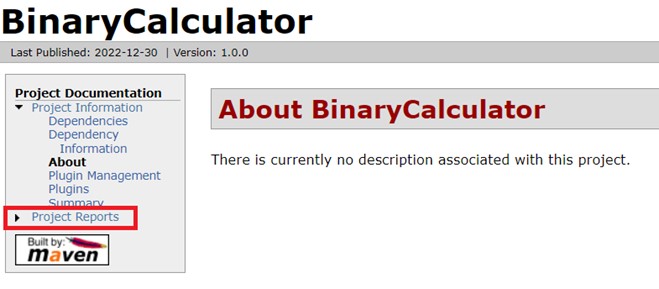 BinaryCalculator
Last Published: 2022-12-30 | Version: 1.0.0
Project Documentation
Project Information
Dependencies
Dependency
Information
About
Plugin Management
Plugins
Summary
Project Reports
Built by:
maven
About BinaryCalculator
There is currently no description associated with this project.